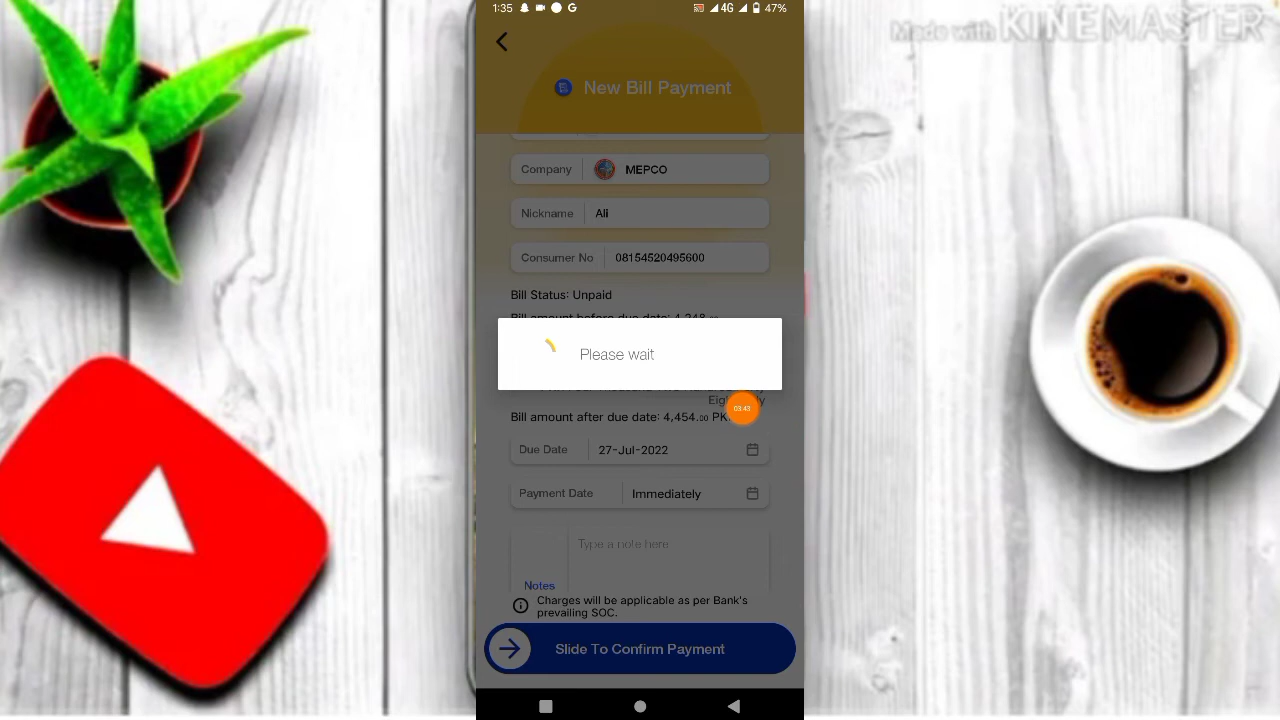 1:35
4G
47%
Made with KINEMASTER
New Bill Payment
Company
MEPCO
Nickname
Ali
Consumer No
08154520495600
Bill Status: Unpaid
Bill amount before due date: 4,248
Please wait
03:43
Bill amount after due date: 4,454.00 PK
Due Date
27-Jul-2022
Payment Date
Immediately
Type a note here
Notes
Charges will be applicable as per Bank's
prevailing SOC.
Slide To Confirm Payment